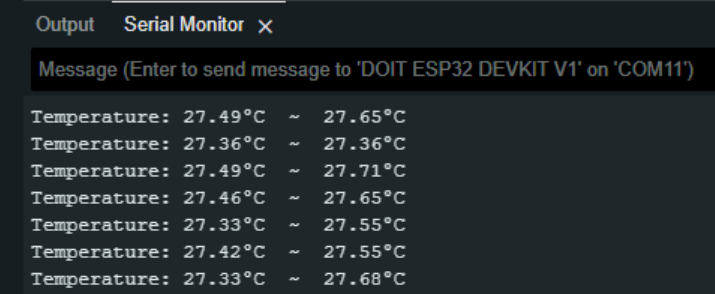 Output Serial Monitor ×
Message (Enter to send message to 'DOIT ESP32 DEVKIT V1' on 'COM11')
Temperature: 27.49°C ~ 27.65°C
Temperature: 27.36°C ~ 27.36°C
Temperature: 27.49°C ~ 27.71°C
Temperature: 27.46°C ~ 27.65°C
Temperature: 27.33°C ~ 27.55°C
Temperature: 27.42°C ~ 27.55°C
Temperature: 27.33°C ~ 27.68°C